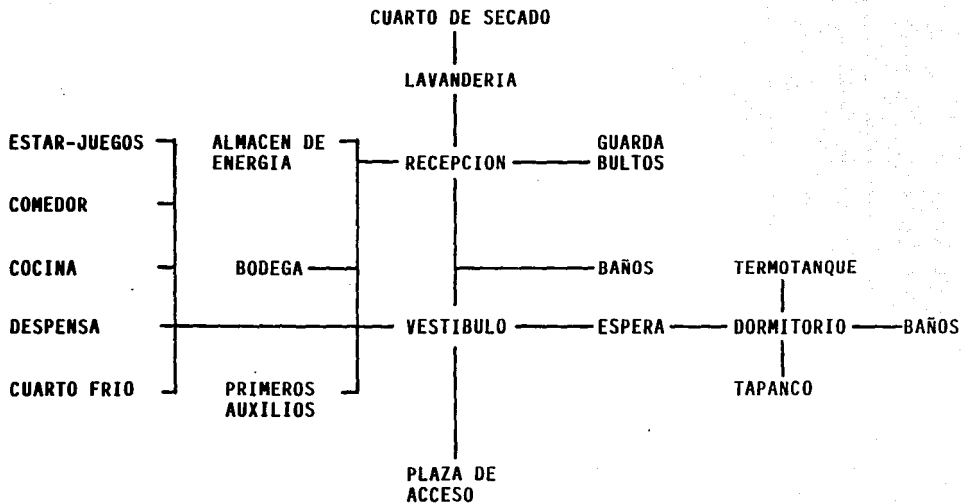 CUARTO DE SECADO
LAVANDERIA
ESTAR-JUEGOS
ALMACEN DE
ENERGIA
RECEPCION
GUARDA
BULTOS
COMEDOR
COCINA
BODEGA
BAÑOS
TERMOTANQUE
DESPENSA
VESTIBULO
ESPERA
DORMITORIO
BAÑOS
CUARTO FRIO
PRIMEROS
AUXILIOS
TAPANCO
PLAZA DE
ACCESO